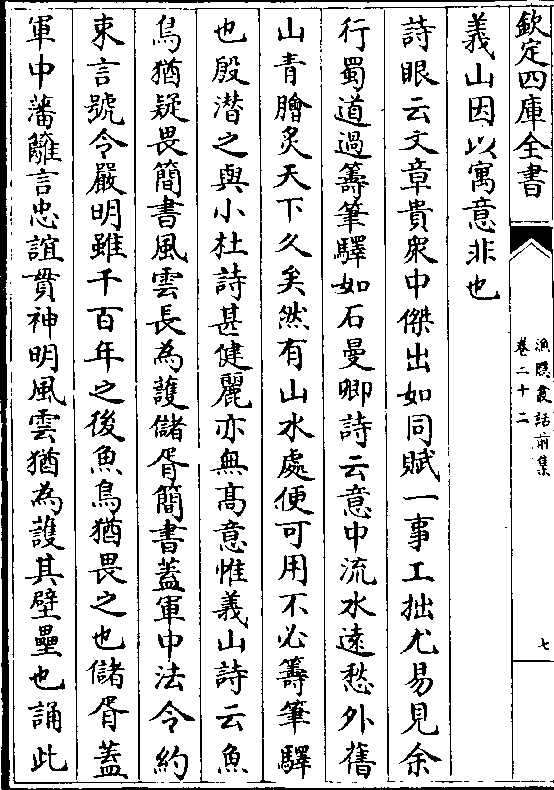 欽定四庫全書
漁隱叢話前集
卷二十二
七
義山因以寓意非也
詩眼云文章貴衆中傑出如同賦一事工拙尤易見余
行蜀道過籌筆驛如石曼卿詩云意中流水遠愁外舊
山青膾炙天下久矣然有山水處便可用不必籌筆驛
也殷潜之與小杜詩甚健麗亦無髙意惟義山詩云魚
鳥猶疑畏簡書風雲長為護儲胥簡書蓋軍中法令約
束言號令嚴明雖千百年之後魚鳥猶畏之也儲胥蓋
軍中藩籬言忠誼貫神明風雲猶為護其壁壘也誦此